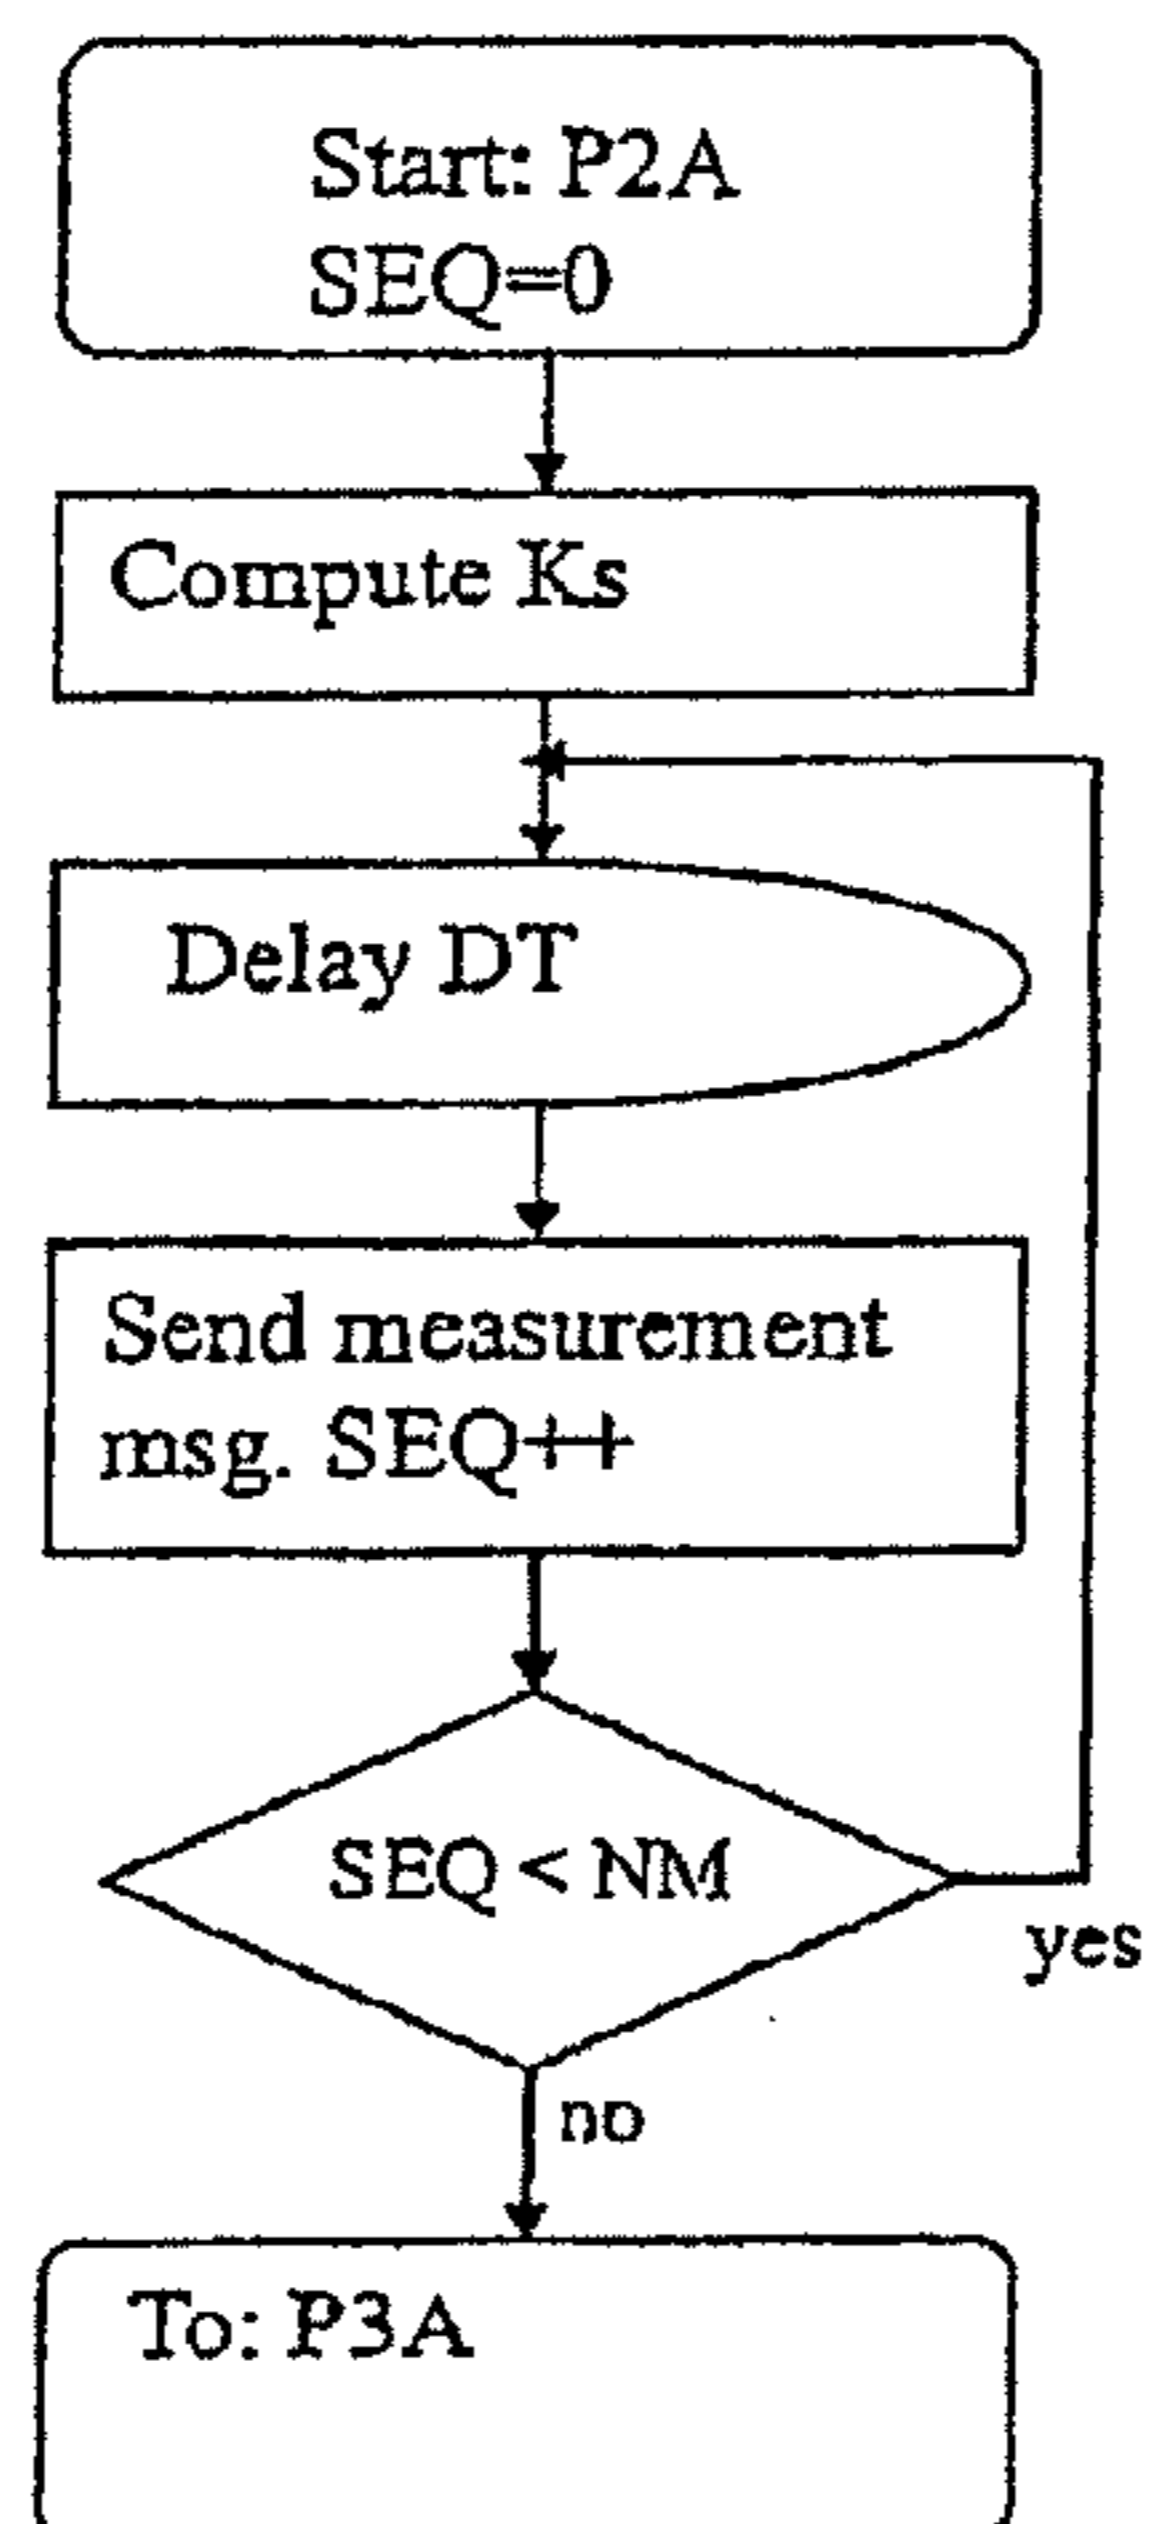 Start: P2A
SEQ=0
Compute Ks
Delay DT
Send measurement
msg. SEQ++
SEQ < NM
yes
no
To: P3A